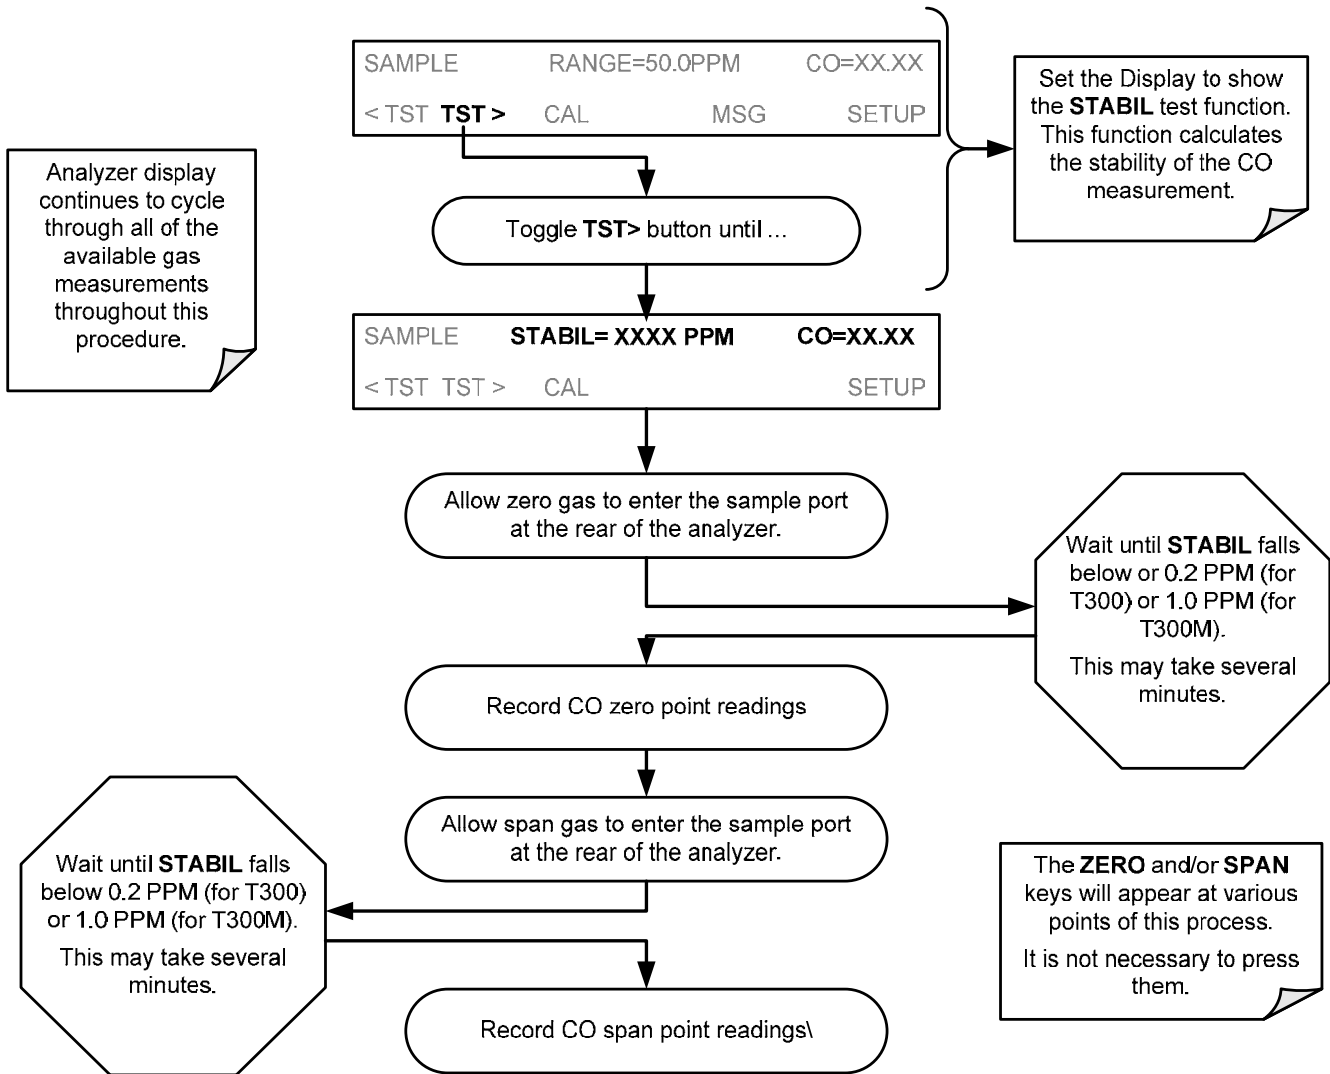 SAMPLE RANGE=50.0PPM CO=XX.XX
< TST TST > CAL MSG SETUP
Set the Display to show
the STABIL test function.
This function calculates
the stability of the CO
measurement.
Analyzer display
continues to cycle
through all of the
available gas
measurements
throughout this
procedure.
Toggle TST> button until ...
SAMPLE STABIL= XXXX PPM CO=XX.XX
< TST TST > CAL SETUP
Allow zero gas to enter the sample port
at the rear of the analyzer.
Wait until STABIL falls
below or 0.2 PPM (for
T300) or 1.0 PPM (for
T300M).
This may take several
minutes.
Record CO zero point readings
Allow span gas to enter the sample port
at the rear of the analyzer.
Wait until STABIL falls
below 0.2 PPM (for T300)
or 1.0 PPM (for T300M).
This may take several
minutes.
The ZERO and/or SPAN
keys will appear at various
points of this process.
It is not necessary to press
them.
Record CO span point readings\